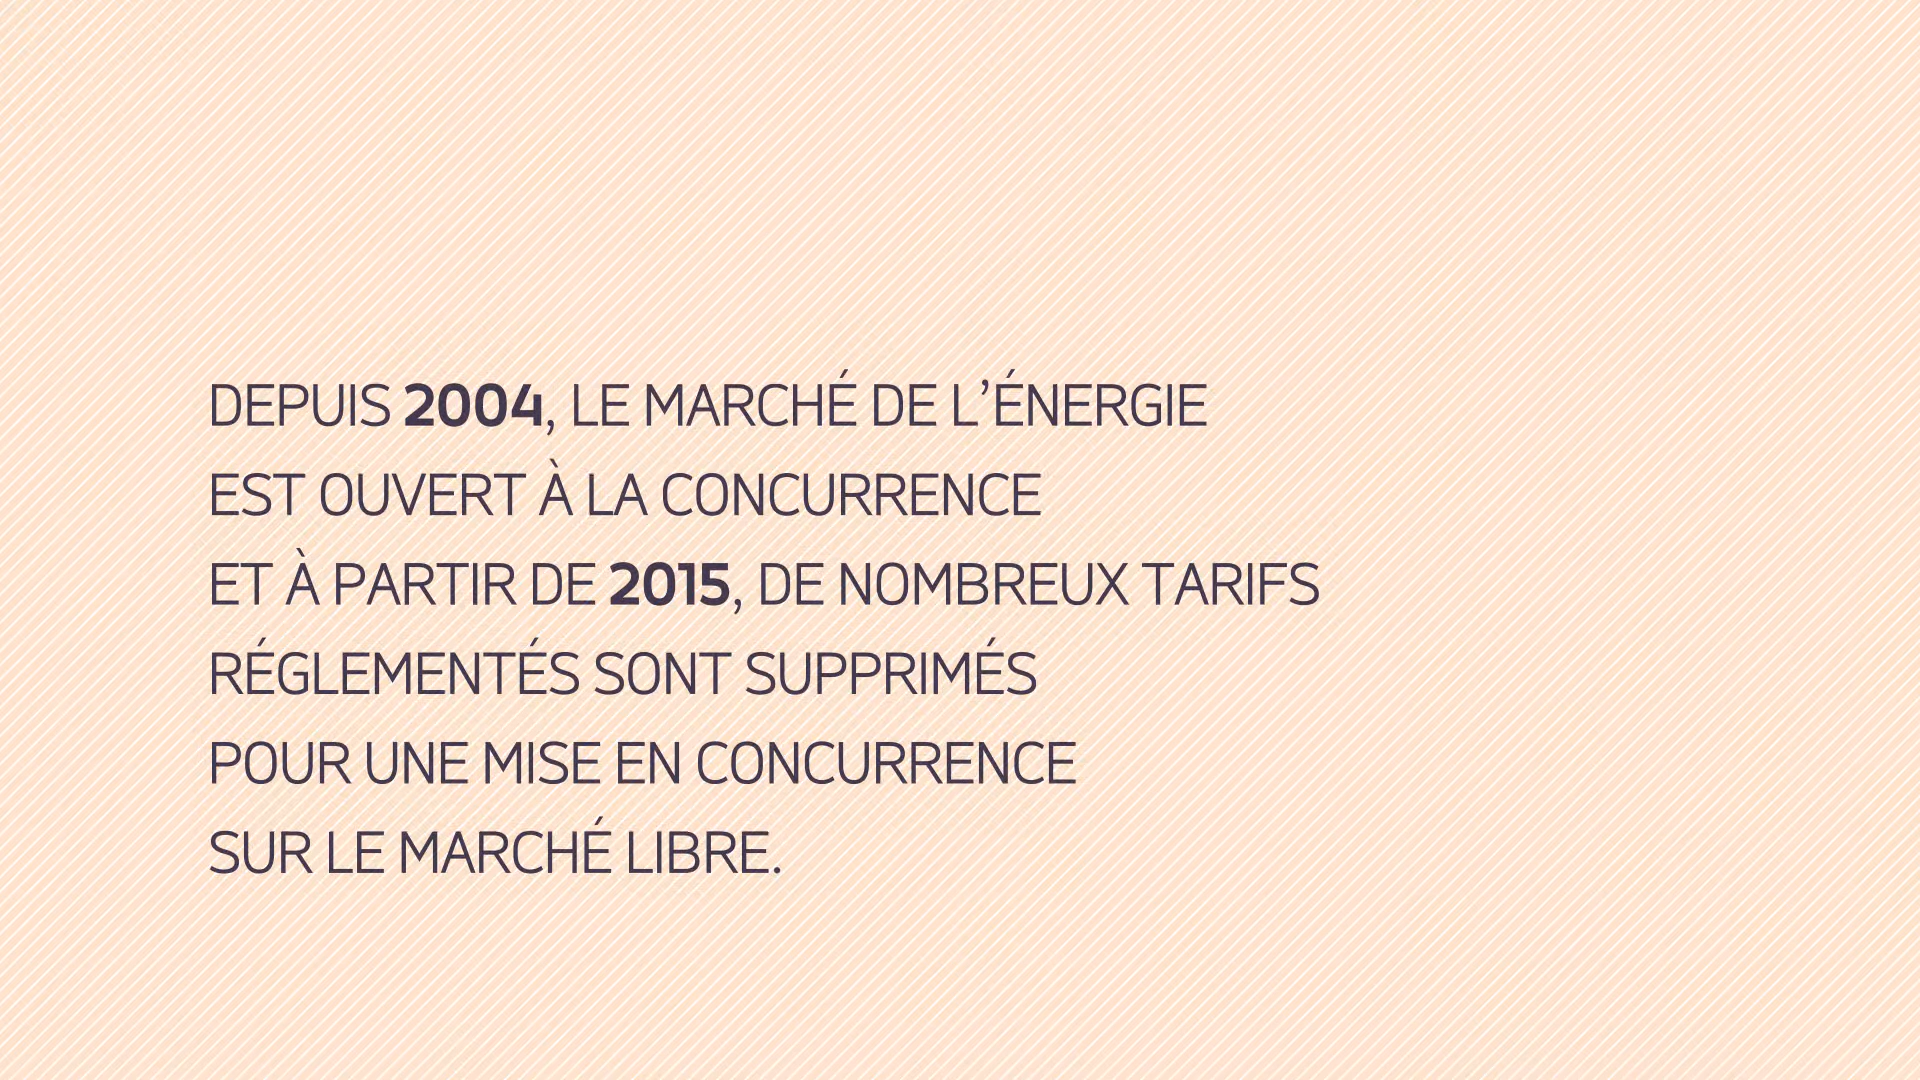 DEPUIS 2004, LE MARCHÉ DE L’ÉNERGIE
EST OUVERT À LA CONCURRENCE
ET À PARTIR DE 2015, DE NOMBREUX TARIFS
RÉGLEMENTÉS SONT SUPPRIMÉS
POUR UNE MISE EN CONCURRENCE
SUR LE MARCHÉ LIBRE.